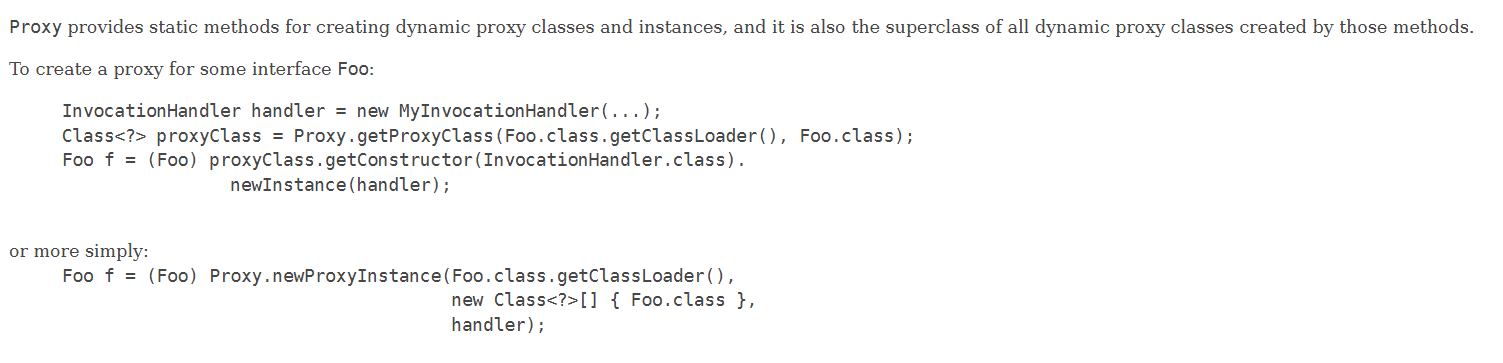 Proxy provides static methods for creating dynamic proxy classes and instances, and it is also the superclass of all dynamic proxy classes created by those methods.
To create a proxy for some interface Foo:
InvocationHandler handler = new MyInvocationHandler(...);
Class<?> proxyClass = Proxy.getProxyClass(Foo.class.getClassLoader(), Foo.class);
Foo f = (Foo) proxyClass.getConstructor(InvocationHandler.class).
newInstance(handler);
or more simply:
Foo f = (Foo) Proxy.newProxyInstance(Foo.class.getClassLoader(),
new Class<?>[] { Foo.class },
handler);